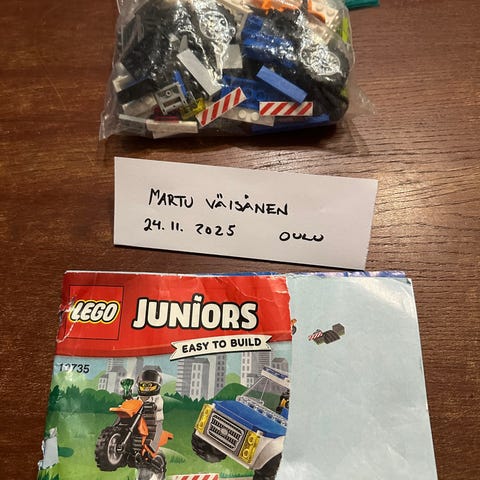 MARTU VÄISÄNEN
24.11. 2025 OULU
LEGO JUNIORS
EASY TO BUILD
10735